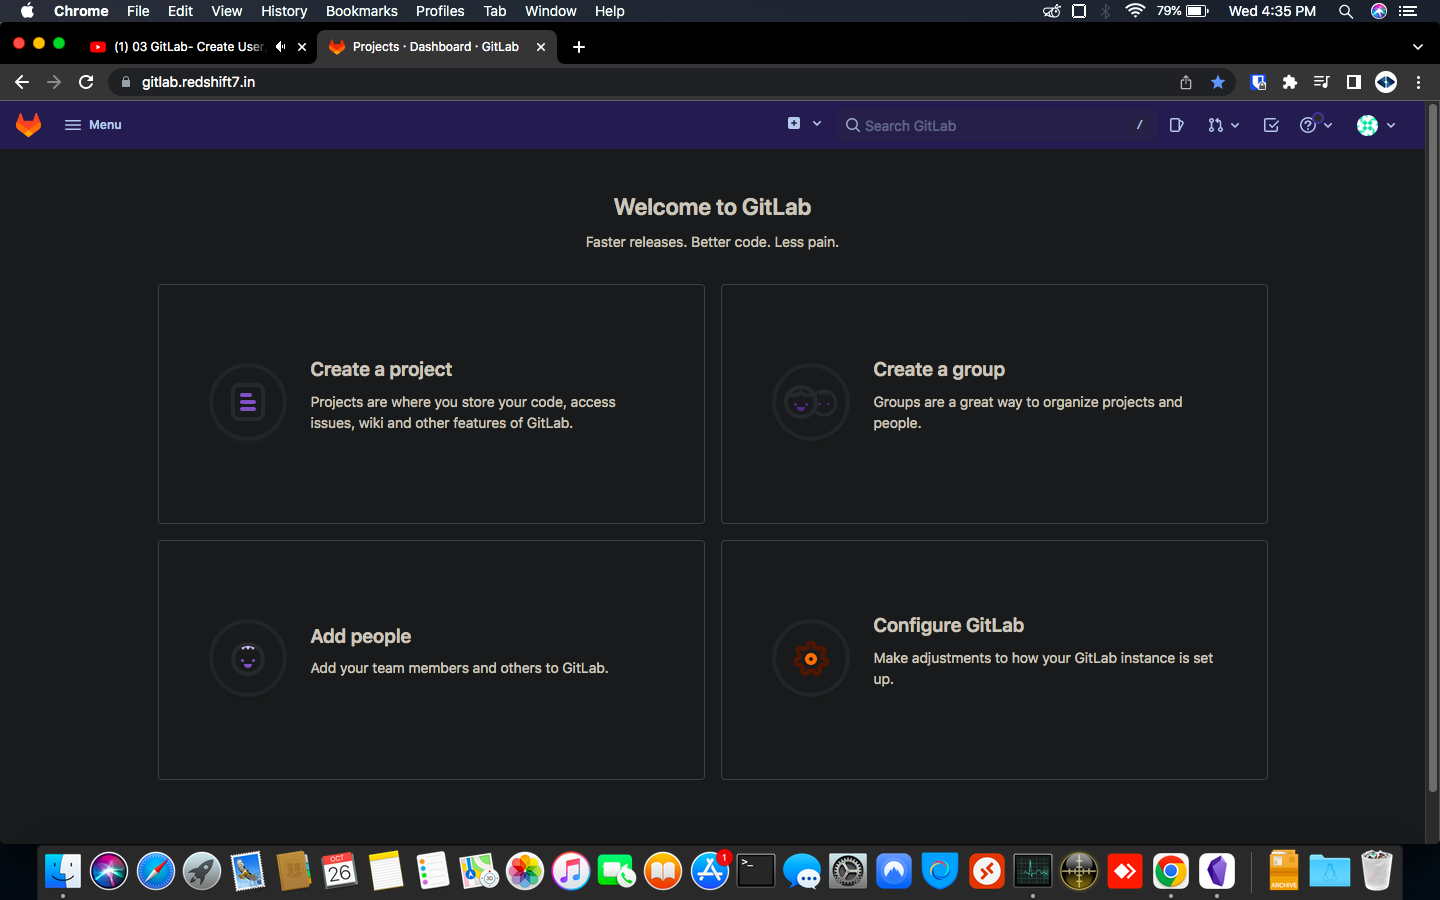 Chrome File Edit View History Bookmarks Profiles Tab Window Help 79% Wed 4:35 PM
(1) 03 GitLab- Create User Projects · Dashboard · GitLab
gitlab.redshift7.in
Menu Search GitLab /
Welcome to GitLab
Faster releases. Better code. Less pain.
Create a project
Projects are where you store your code, access
issues, wiki and other features of GitLab.
Create a group
Groups are a great way to organize projects and
people.
Add people
Add your team members and others to GitLab.
Configure GitLab
Make adjustments to how your GitLab instance is set
up.
OCT
26
1
>_
ARCHIVE